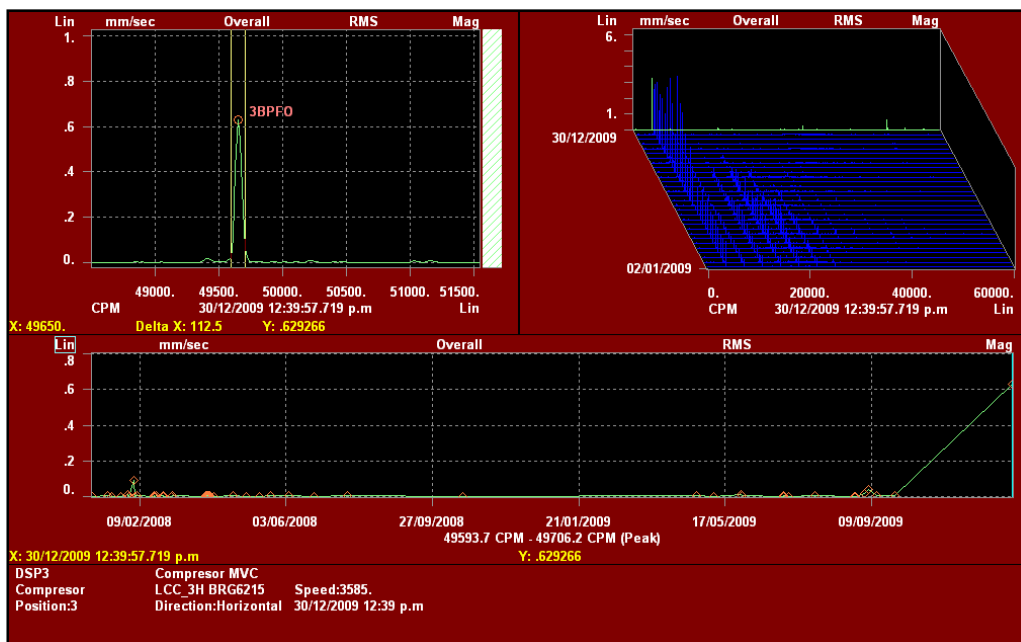 Lin mm/sec Overall RMS Mag
1.
.8
.6
.4
.2
0.
3BPFO
49000. 49500. 50000. 50500. 51000. 51500.
CPM 30/12/2009 12:39:57.719 p.m Lin
X: 49650. Delta X: 112.5 Y: .629266
Lin mm/sec Overall RMS Mag
6.
1.
30/12/2009
02/01/2009
0. 20000. 40000. 60000.
CPM 30/12/2009 12:39:57.719 p.m Lin
Lin mm/sec Overall RMS Mag
.8
.6
.4
.2
0.
09/02/2008 03/06/2008 27/09/2008 21/01/2009 17/05/2009 09/09/2009
49593.7 CPM - 49706.2 CPM (Peak)
X: 30/12/2009 12:39:57.719 p.m Y: .629266
DSP3 Compresor MVC
Compresor LCC_3H BRG6215 Speed:3585.
Position:3 Direction:Horizontal 30/12/2009 12:39 p.m